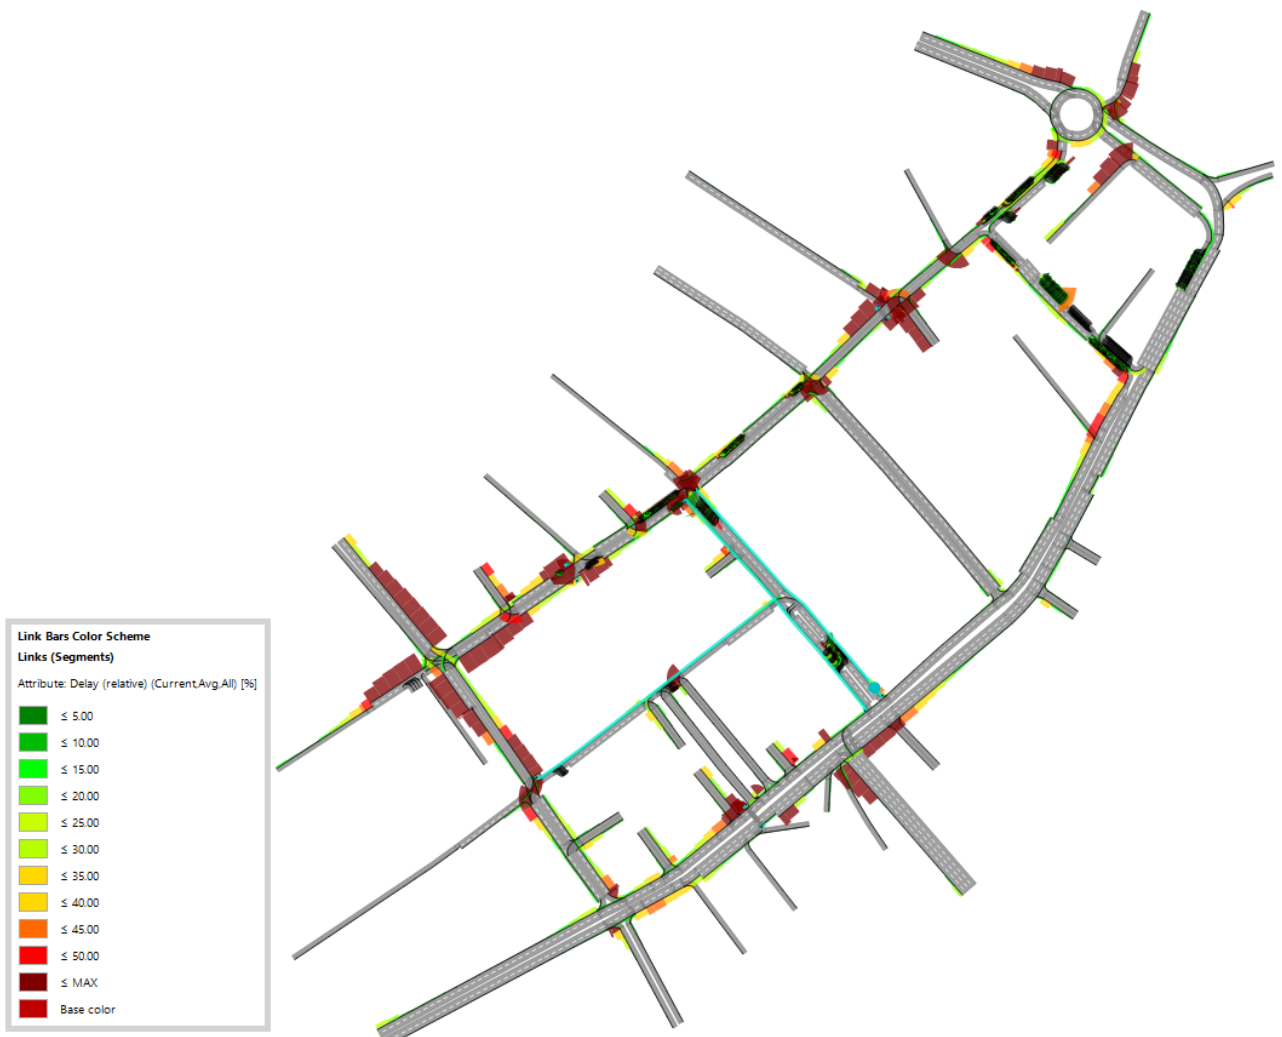 Link Bars Color Scheme
Links (Segments)
Attribute: Delay (relative) (Current,Avg,All) [%]
≤ 5.00
≤ 10.00
≤ 15.00
≤ 20.00
≤ 25.00
≤ 30.00
≤ 35.00
≤ 40.00
≤ 45.00
≤ 50.00
≤ MAX
Base color